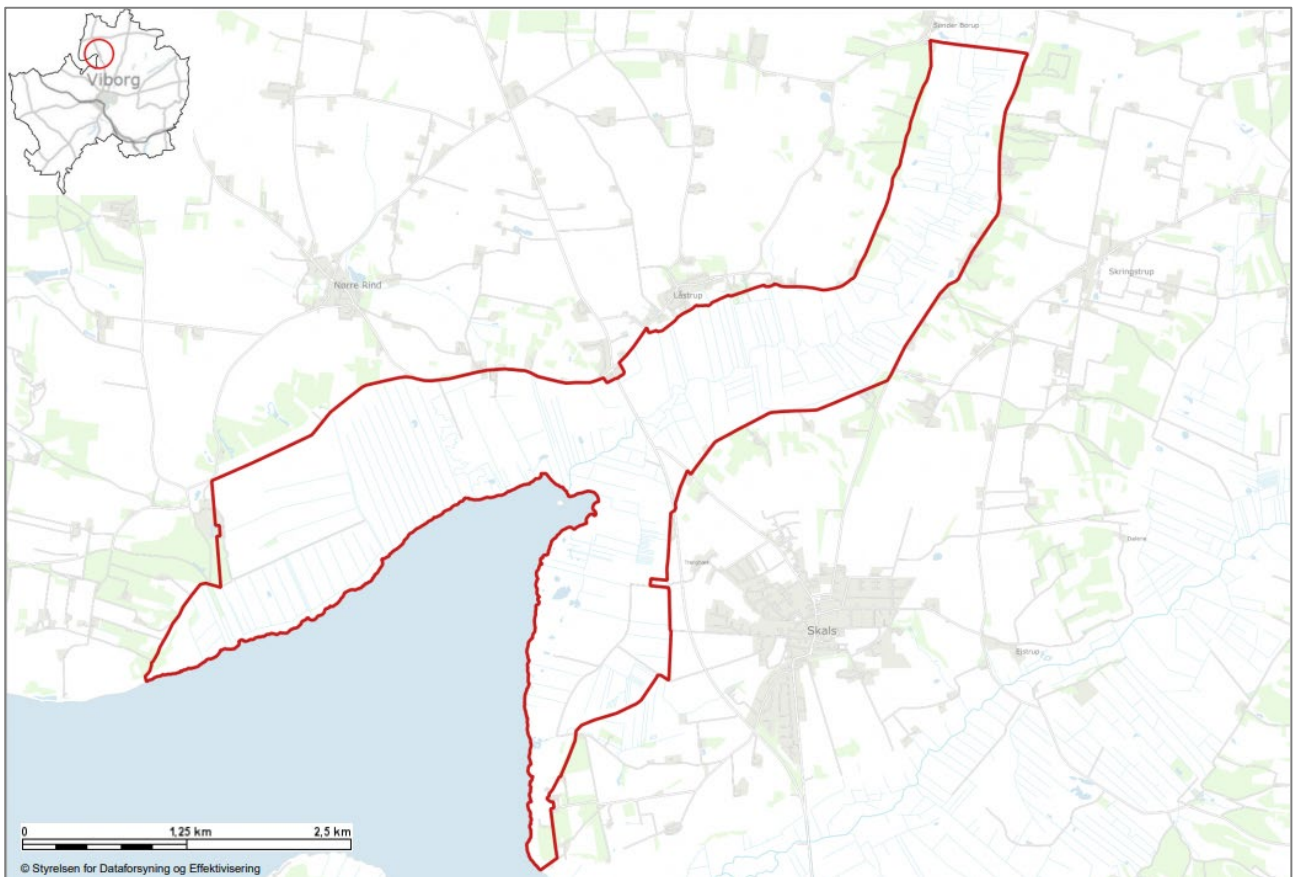 Sønder Borup
Viborg
Skringstrup
Nørre Rind
Låstrup
Skals
Ejstrup
0 1,25 km 2,5 km
© Styrelsen for Dataforsyning og Effektivisering